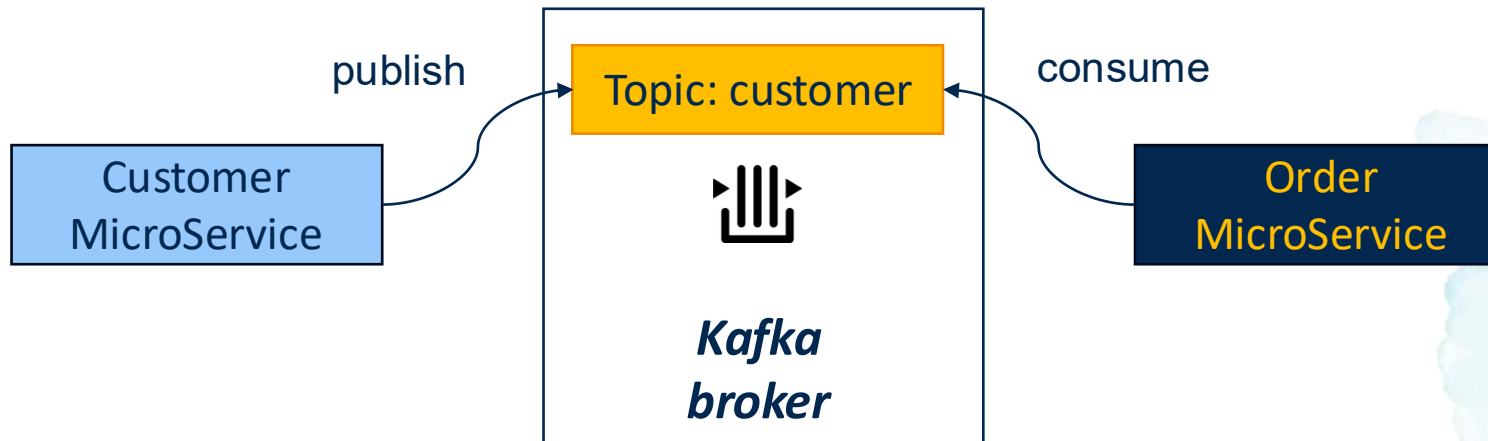 publish
Topic: customer
consume
Customer
MicroService
Order
MicroService
Kafka
broker